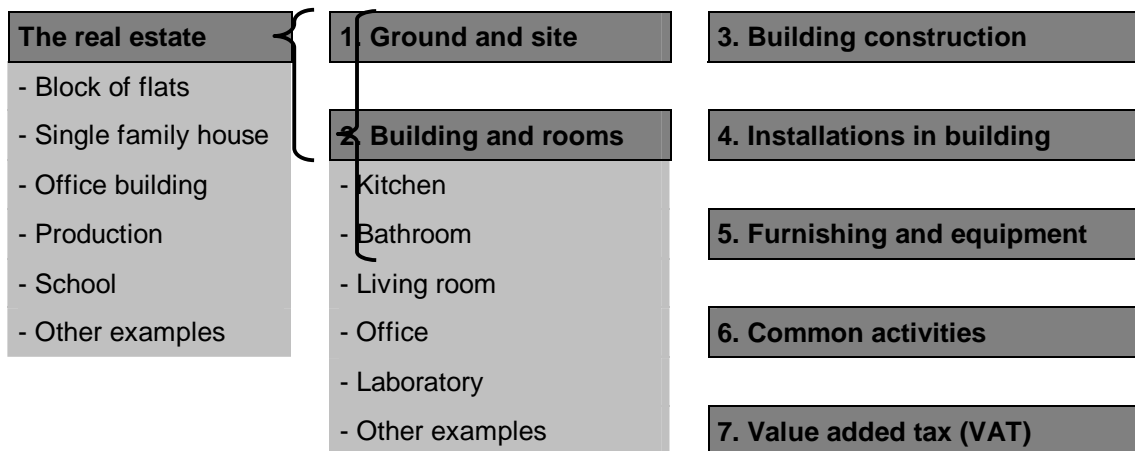 The real estate
- Block of flats
- Single family house
- Office building
- Production
- School
- Other examples
1. Ground and site
2. Building and rooms
- Kitchen
- Bathroom
- Living room
- Office
- Laboratory
- Other examples
3. Building construction
4. Installations in building
5. Furnishing and equipment
6. Common activities
7. Value added tax (VAT)